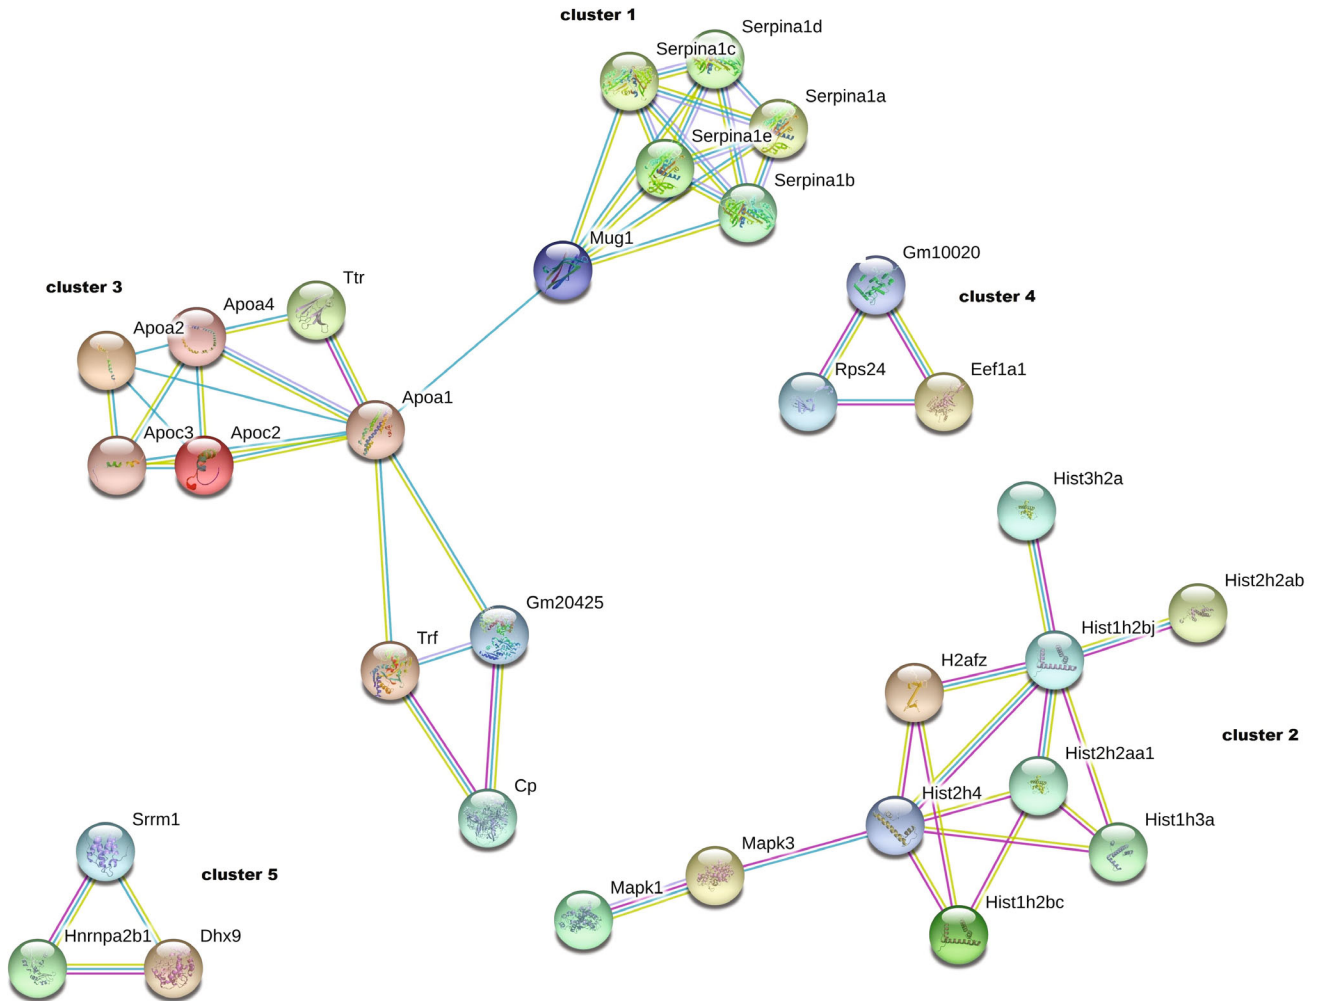 cluster 1
Serpina1d
Serpina1c
Serpina1a
Serpina1e
Serpina1b
Mug1
Gm10020
cluster 3
Ttr
cluster 4
Apoa4
Apoa2
Rps24
Eef1a1
Apoa1
Apoc3
Apoc2
Hist3h2a
Hist2h2ab
Gm20425
Hist1h2bj
Trf
H2afz
cluster 2
Hist2h2aa1
Cp
Hist2h4
Srrm1
Hist1h3a
Mapk3
cluster 5
Mapk1
Hist1h2bc
Hnrnpa2b1
Dhx9